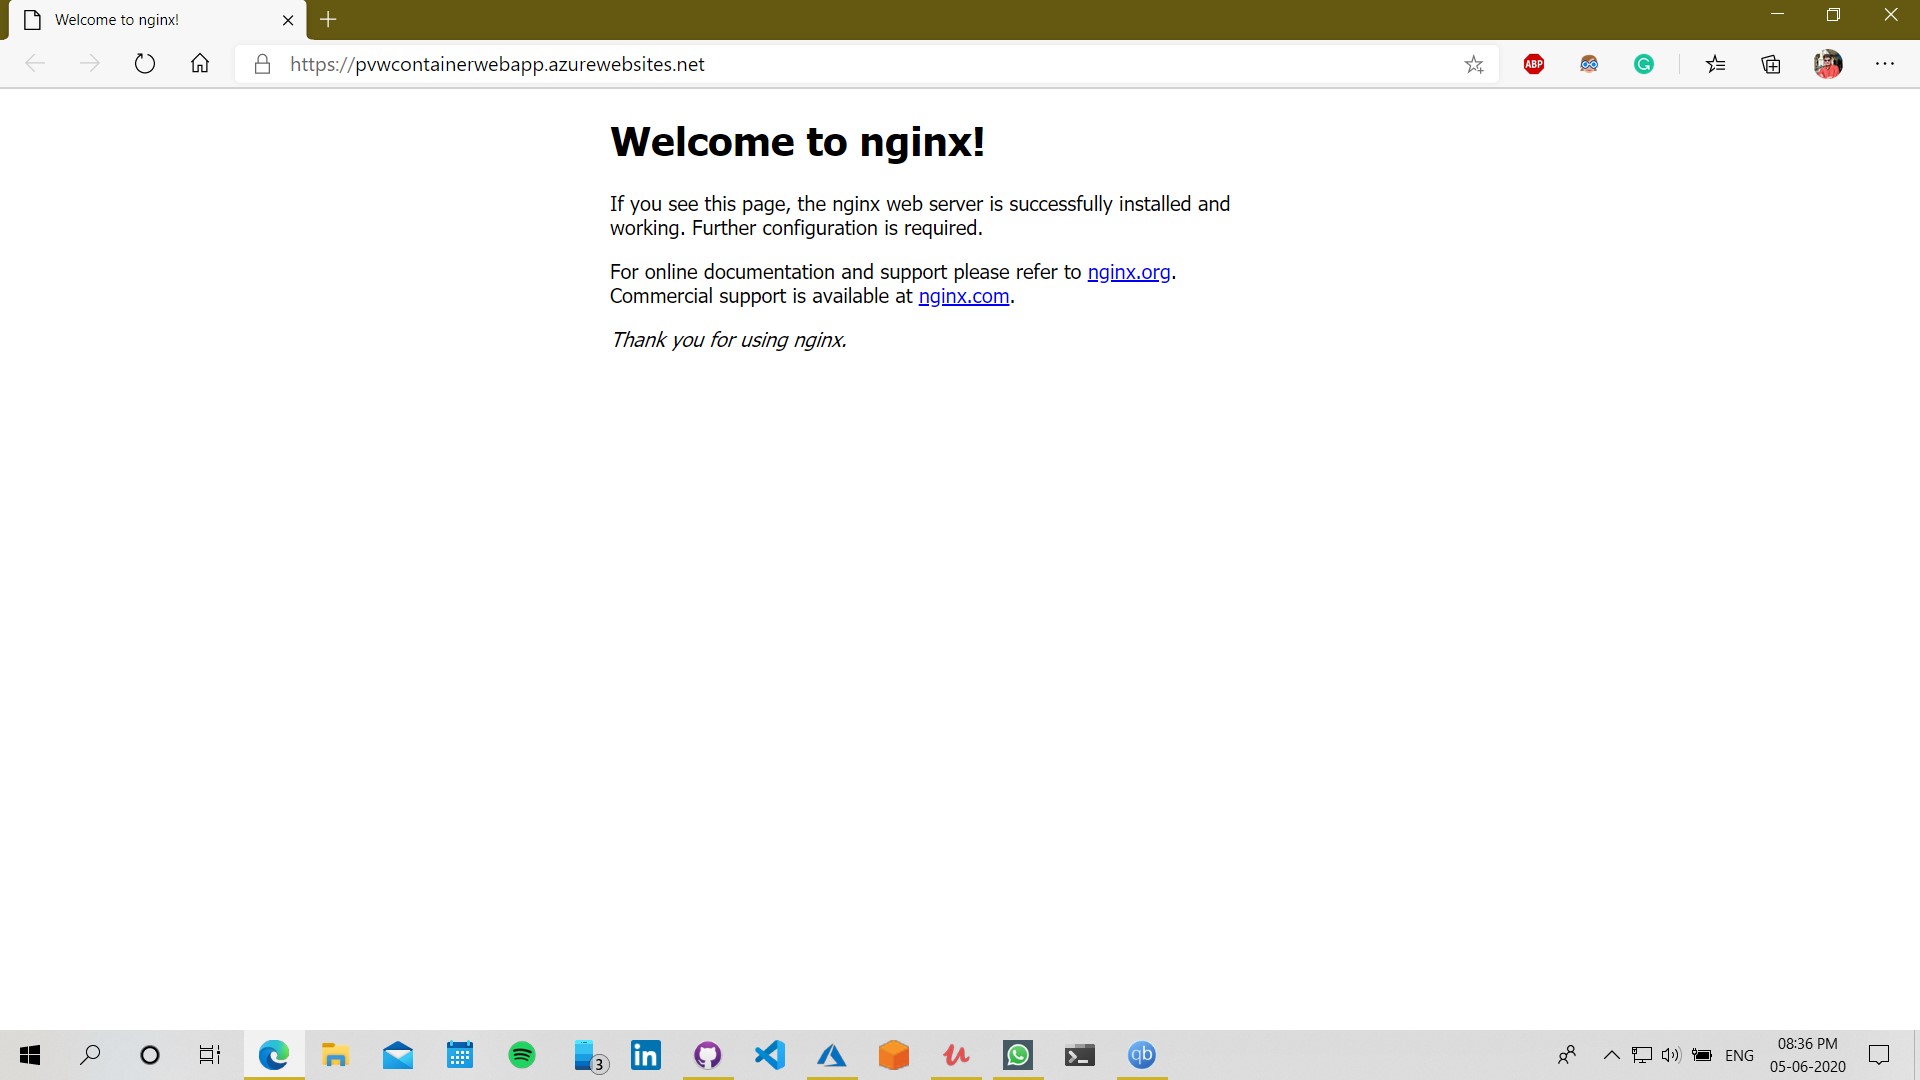 Welcome to nginx!
https://pvwcontainerwebapp.azurewebsites.net
ABP
Welcome to nginx!
If you see this page, the nginx web server is successfully installed and
working. Further configuration is required.
For online documentation and support please refer to nginx.org.
Commercial support is available at nginx.com.
Thank you for using nginx.
3
in
qb
ENG
08:36 PM
05-06-2020